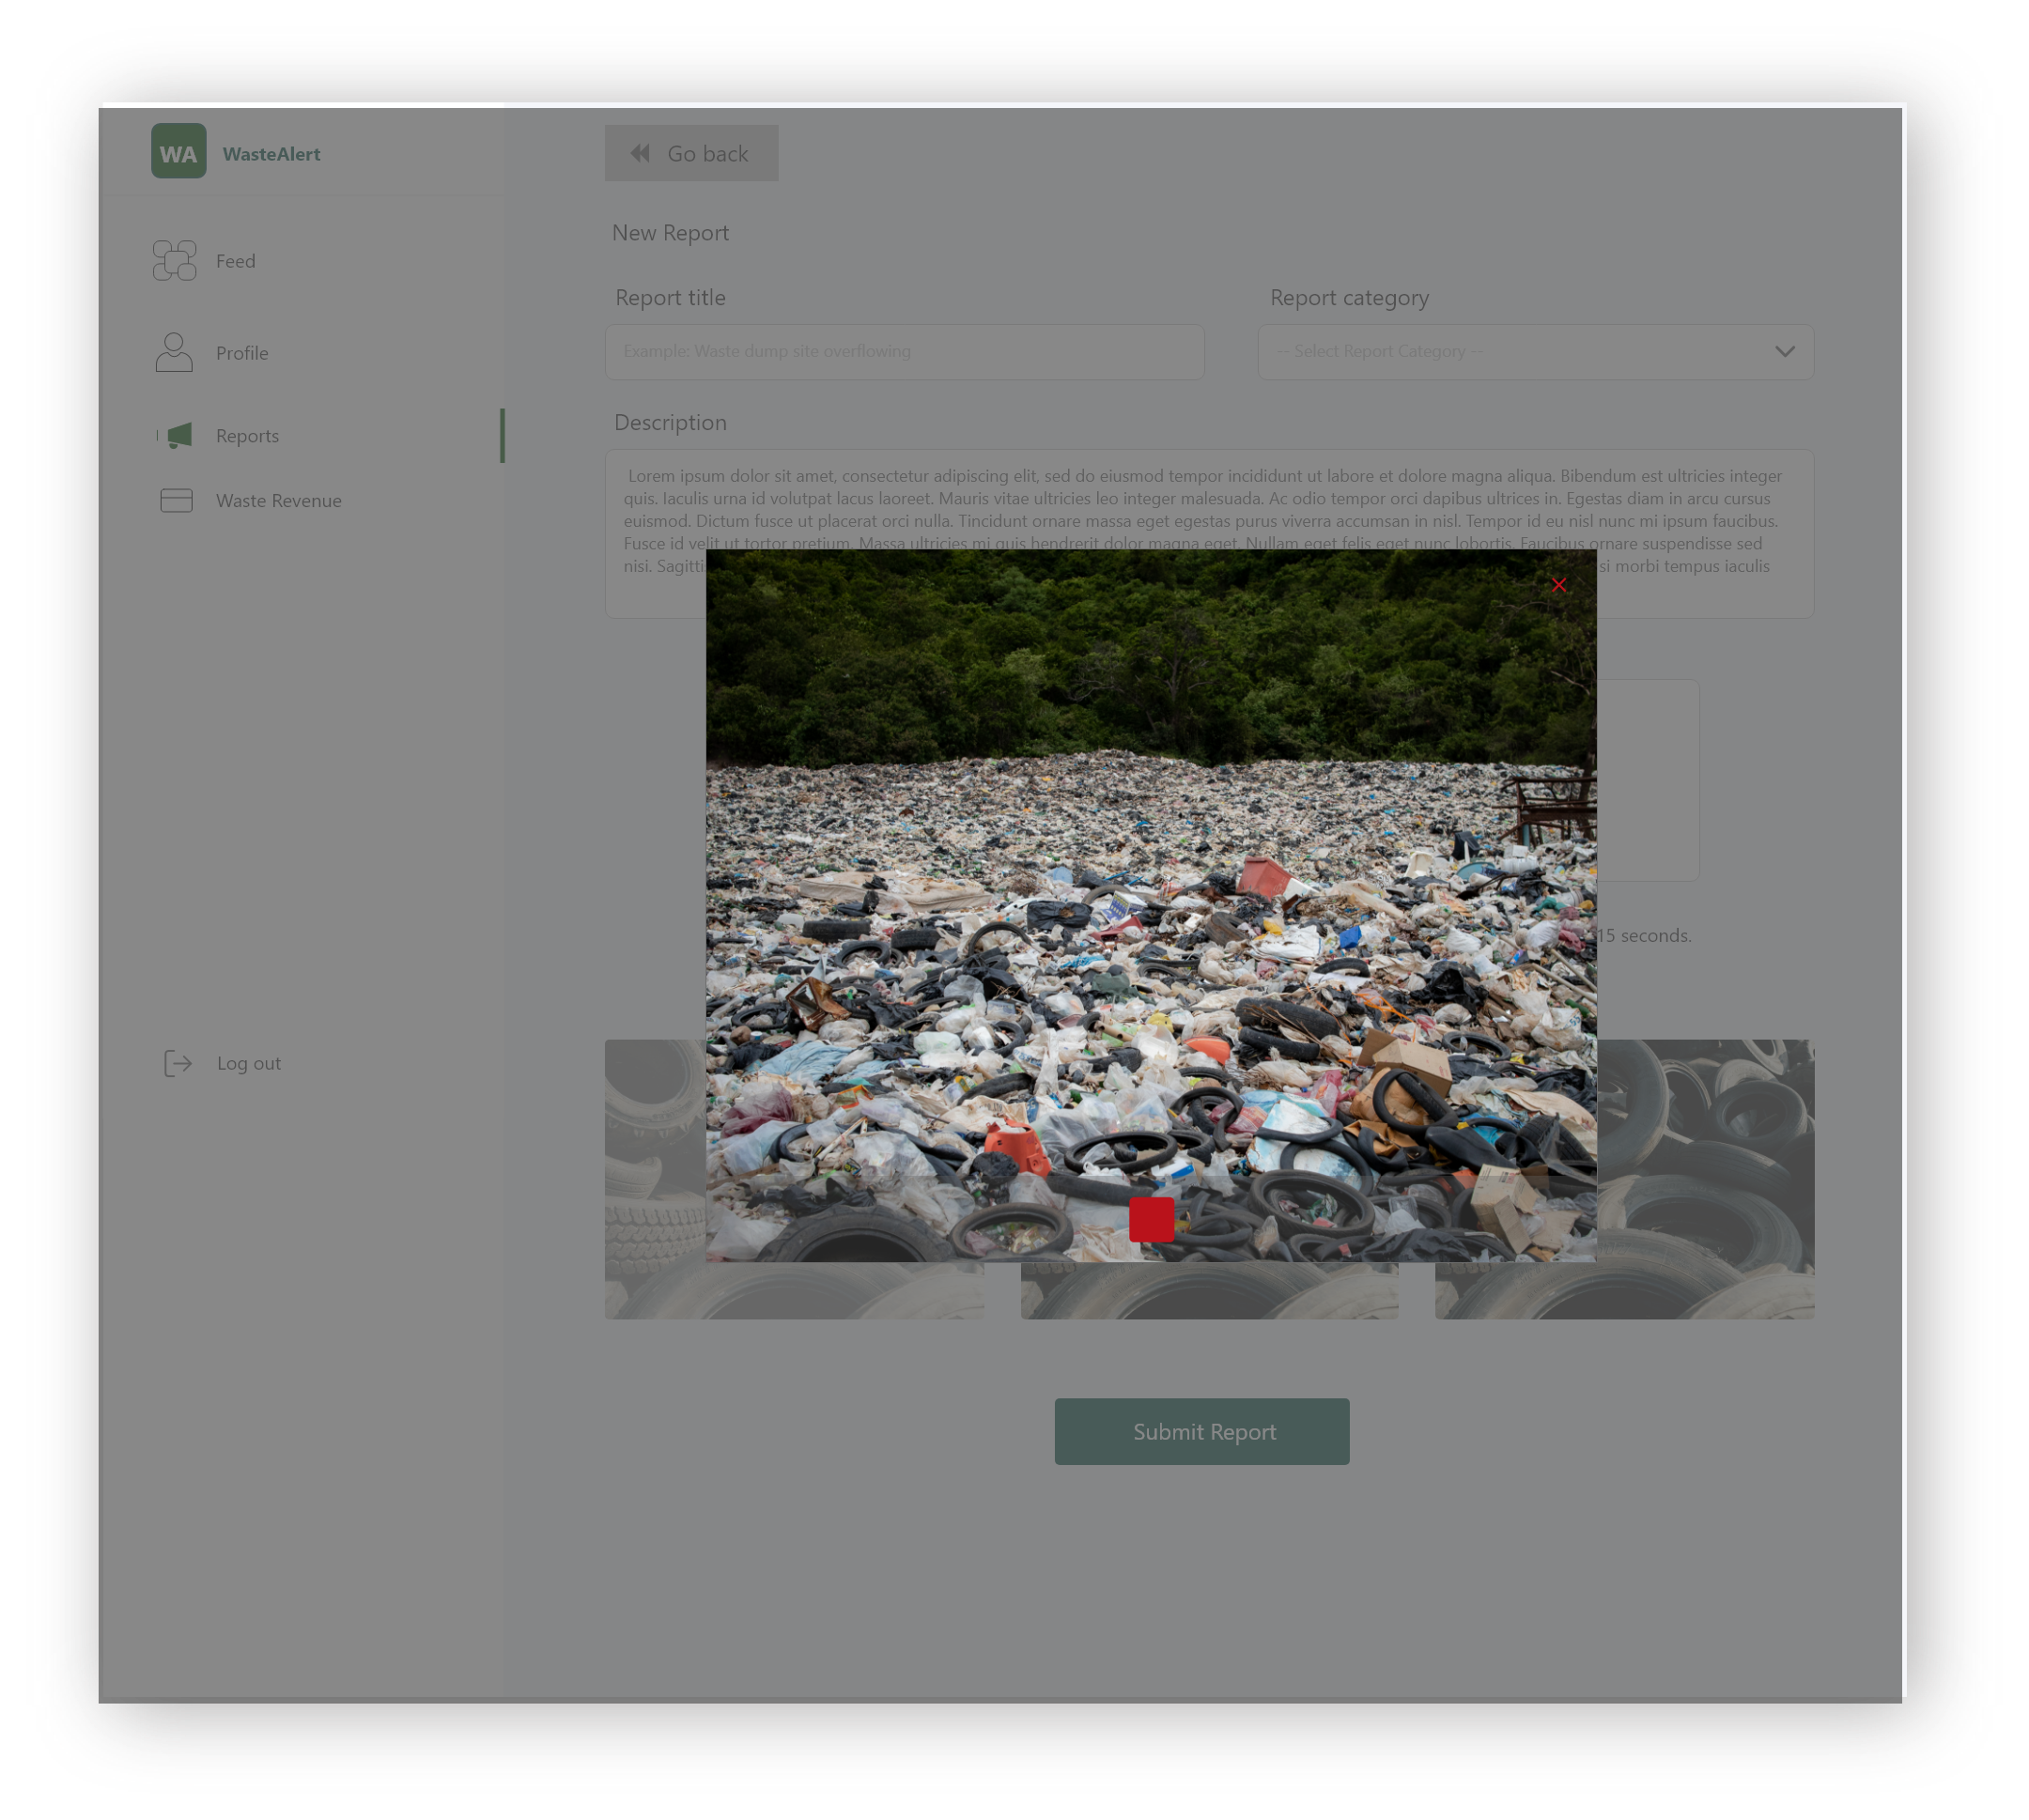 WA WasteAlert
Go back
New Report
Feed
Report title
Report category
Example: Waste dump site overflowing
-- Select Report Category --
Profile
Description
Reports
Lorem ipsum dolor sit amet, consectetur adipiscing elit, sed do eiusmod tempor incididunt ut labore et dolore magna aliqua. Bibendum est ultricies integer
quis. Iaculis urna id volutpat lacus laoreet. Mauris vitae ultricies leo integer malesuada. Ac odio tempor orci dapibus ultrices in. Egestas diam in arcu cursus
euismod. Dictum fusce ut placerat orci nulla. Tincidunt ornare massa eget egestas purus viverra accumsan in nisl. Tempor id eu nisl nunc mi ipsum faucibus.
Fusce id velit ut tortor pretium. Massa ultricies mi quis hendrerit dolor magna eget. Nullam eget felis eget nunc lobortis. Faucibus ornare suspendisse sed
nisi. Sagitti si morbi tempus iaculis
Waste Revenue
15 seconds.
Log out
Submit Report